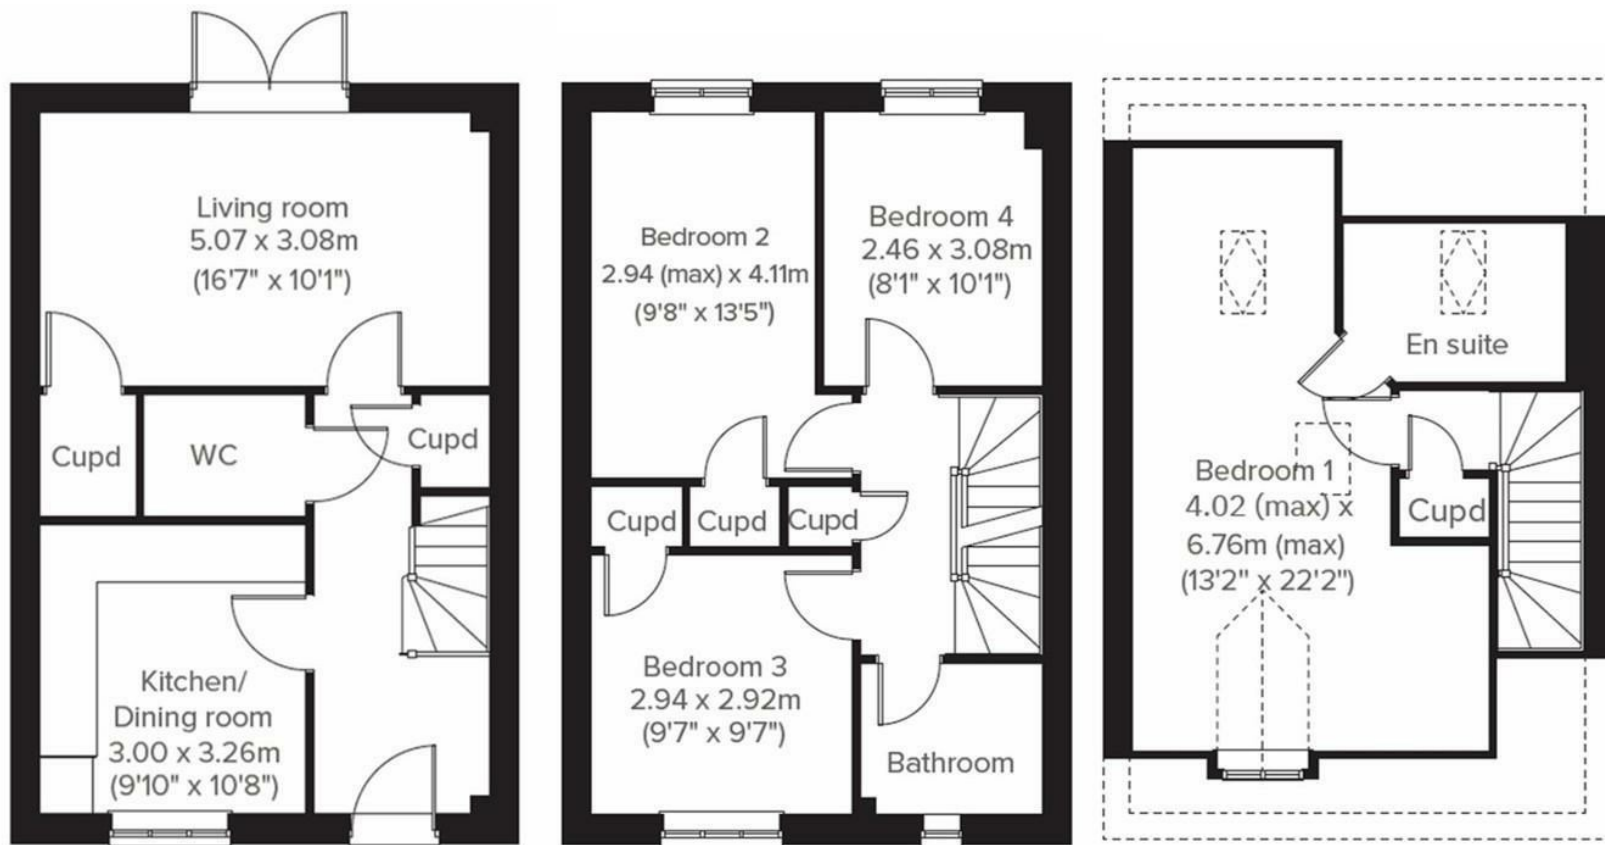 Living room
5.07 x 3.08m
(16'7" x 10'1")
Cupd
WC
Cupd
Kitchen/
Dining room
3.00 x 3.26m
(9'10" x 10'8")
Bedroom 2
2.94 (max) x 4.11m
(9'8" x 13'5")
Bedroom 4
2.46 x 3.08m
(8'1" x 10'1")
Cupd
Cupd
Cupd
Bedroom 3
2.94 x 2.92m
(9'7" x 9'7")
Bathroom
En suite
Bedroom 1
4.02 (max) x
6.76m (max)
(13'2" x 22'2")
Cupd